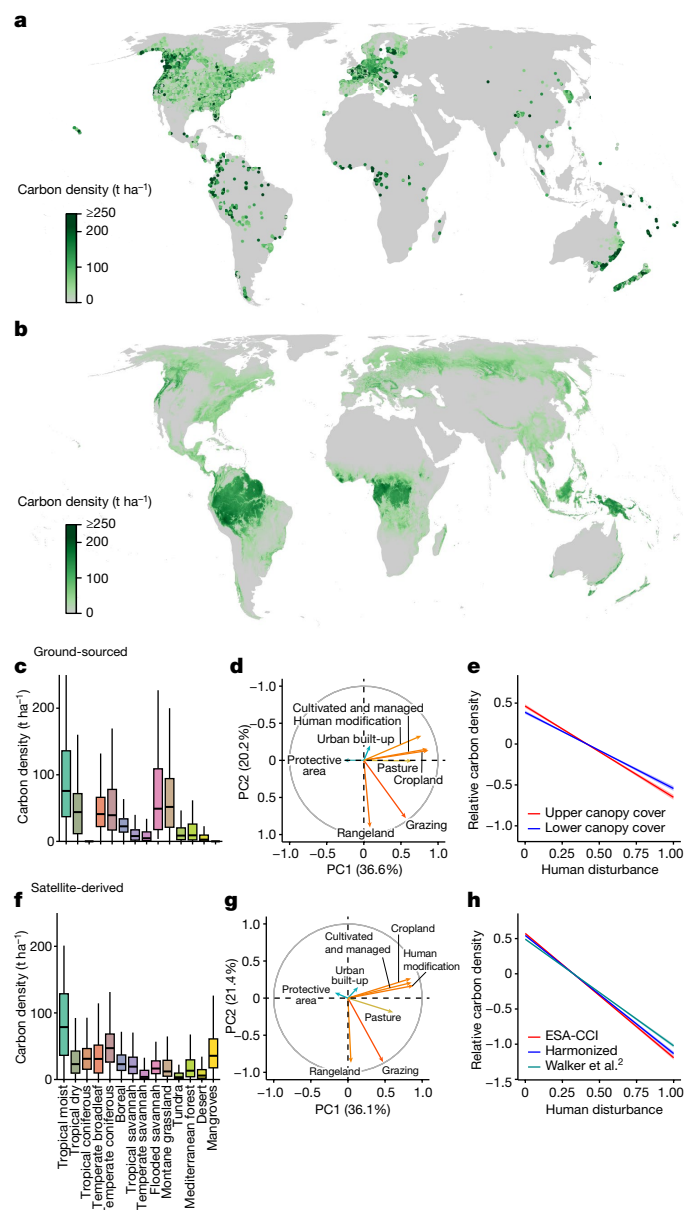 a
Carbon density (t ha⁻¹)
≥250
200
100
0
b
Carbon density (t ha⁻¹)
≥250
200
100
0
c
Ground-sourced
Carbon density (t ha⁻¹)
200
100
0
d
−1.0
−0.5
0
0.5
1.0
PC2 (20.2%)
Cultivated and managed
Human modification
Urban built-up
Protective
area
Pasture
Cropland
Rangeland
Grazing
−1.0
−0.5
0
0.5
1.0
PC1 (36.6%)
e
Relative carbon density
0.5
0
−0.5
−1.0
Upper canopy cover
Lower canopy cover
0
0.25
0.50
0.75
1.00
Human disturbance
f
Satellite-derived
Carbon density (t ha⁻¹)
200
100
0
Tropical moist
Tropical dry
Tropical coniferous
Temperate broadleaf
Temperate coniferous
Boreal
Tropical savannah
Temperate savannah
Flooded savannah
Montane grassland
Tundra
Mediterranean forest
Desert
Mangroves
g
1.0
0.5
0
−0.5
−1.0
PC2 (21.4%)
Cropland
Cultivated
and managed
Human
modification
Urban
built-up
Protective
area
Pasture
Rangeland
Grazing
−1.0
−0.5
0
0.5
1.0
PC1 (36.1%)
h
Relative carbon density
1.0
0.5
0
−0.5
−1.0
−1.5
ESA-CCI
Harmonized
Walker et al.²
0
0.25
0.50
0.75
1.00
Human disturbance